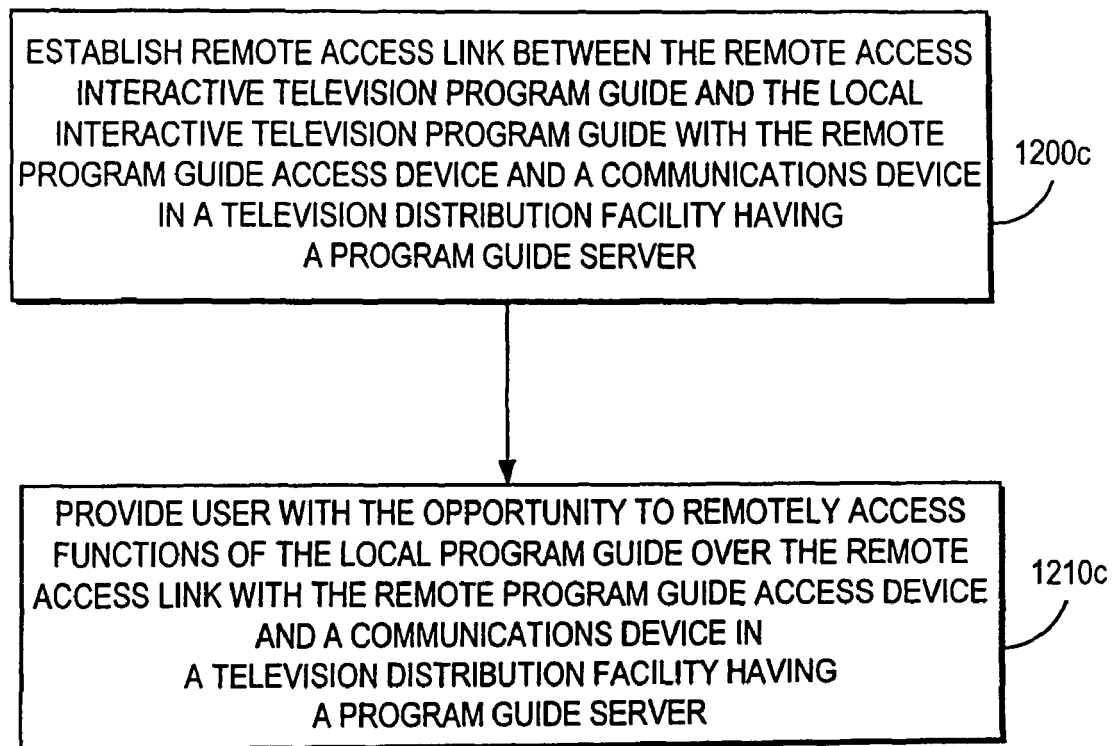 ESTABLISH REMOTE ACCESS LINK BETWEEN THE REMOTE ACCESS
INTERACTIVE TELEVISION PROGRAM GUIDE AND THE LOCAL
INTERACTIVE TELEVISION PROGRAM GUIDE WITH THE REMOTE
PROGRAM GUIDE ACCESS DEVICE AND A COMMUNICATIONS DEVICE
IN A TELEVISION DISTRIBUTION FACILITY HAVING
A PROGRAM GUIDE SERVER
1200c
PROVIDE USER WITH THE OPPORTUNITY TO REMOTELY ACCESS
FUNCTIONS OF THE LOCAL PROGRAM GUIDE OVER THE REMOTE
ACCESS LINK WITH THE REMOTE PROGRAM GUIDE ACCESS DEVICE
AND A COMMUNICATIONS DEVICE IN
A TELEVISION DISTRIBUTION FACILITY HAVING
A PROGRAM GUIDE SERVER
1210c